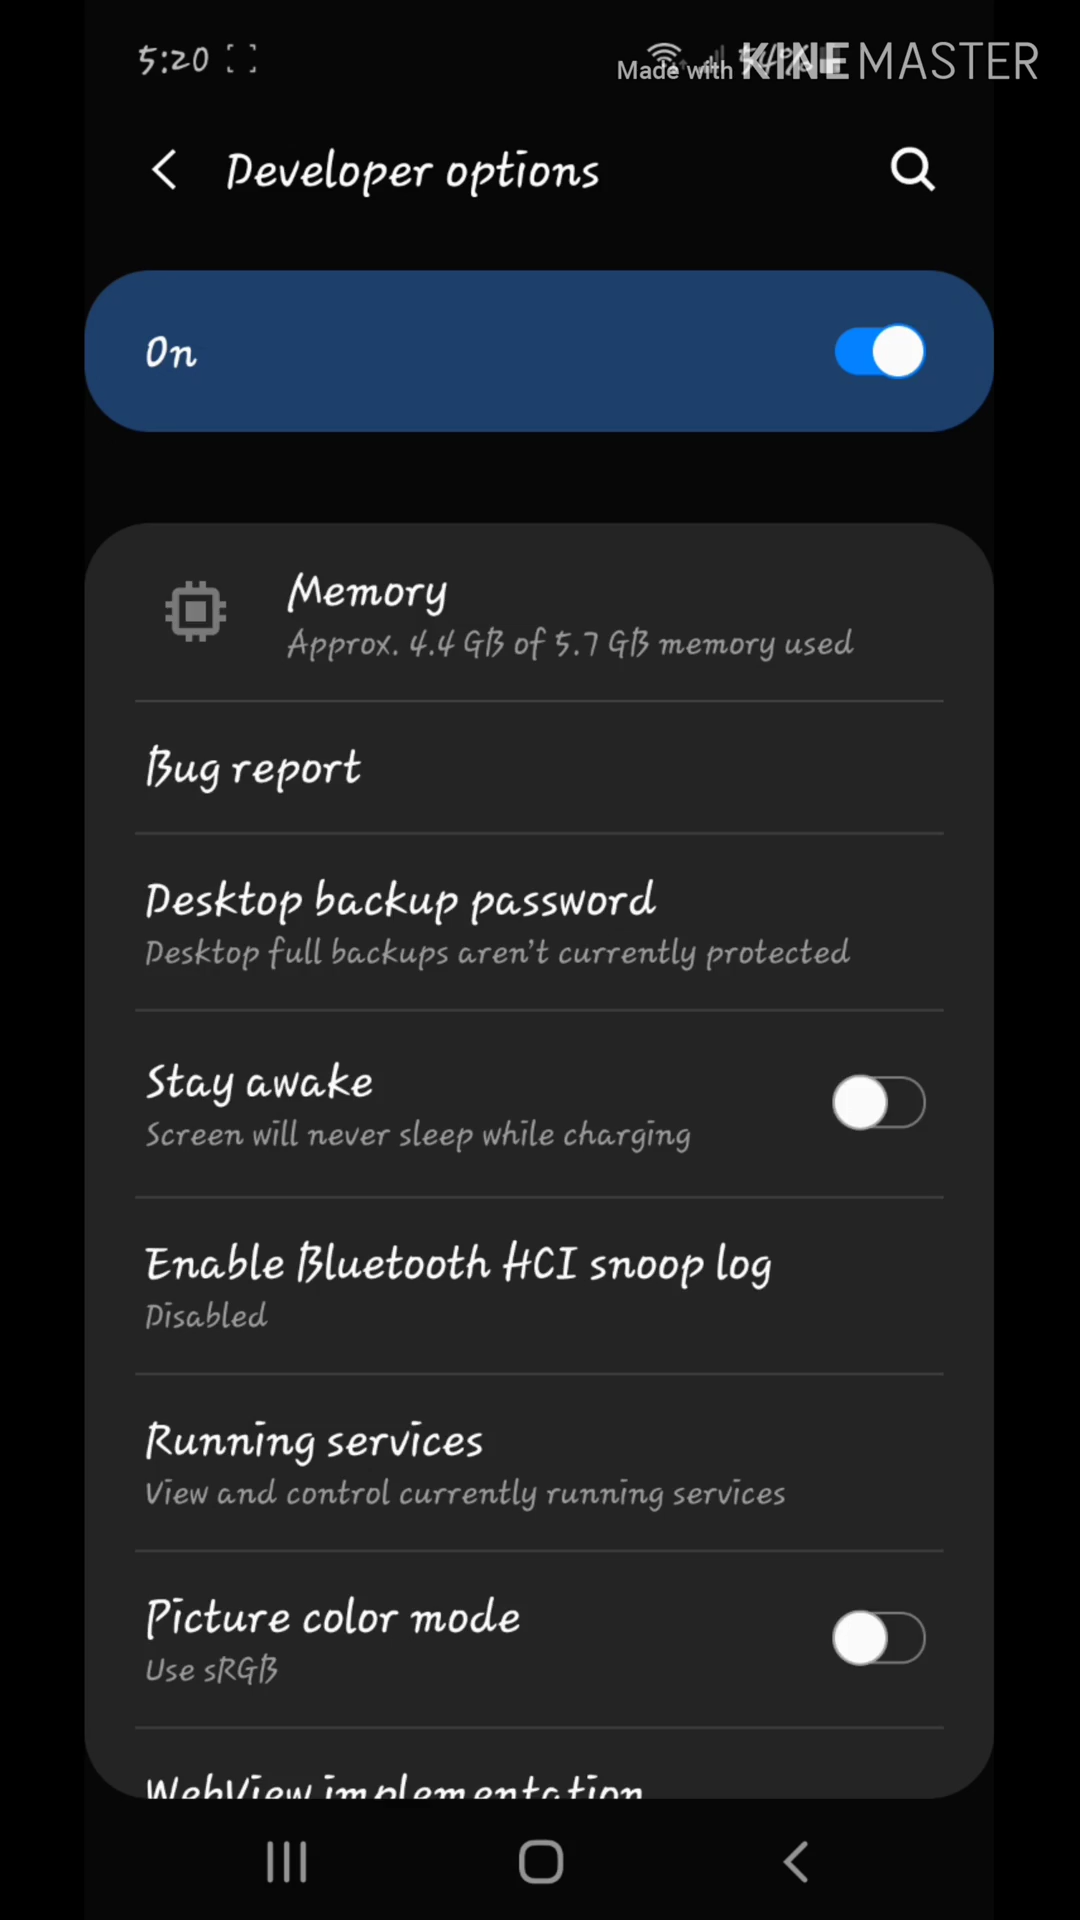 5:20
Made with KINEMASTER
Developer options
On
Memory
Approx. 4.4 GB of 5.7 GB memory used
Bug report
Desktop backup password
Desktop full backups aren't currently protected
Stay awake
Screen will never sleep while charging
Enable Bluetooth HCI snoop log
Disabled
Running services
View and control currently running services
Picture color mode
Use sRGB
WebView implementation